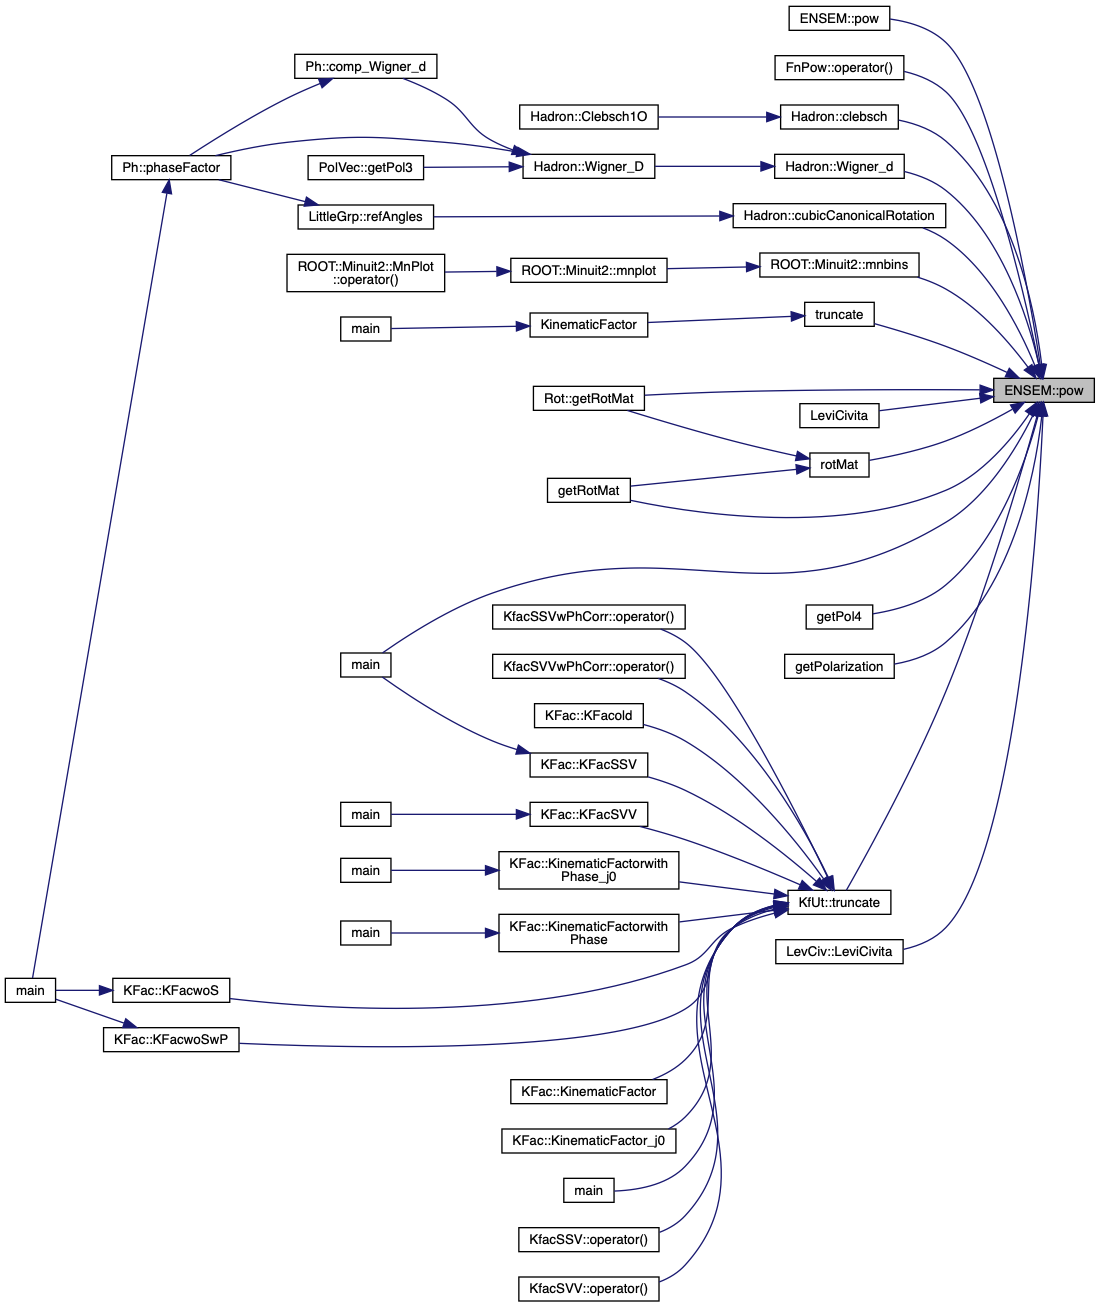 ENSEM::pow
Ph::comp_Wigner_d
FnPow::operator()
Hadron::Clebsch1O
Hadron::clebsch
Ph::phaseFactor
PolVec::getPol3
Hadron::Wigner_D
Hadron::Wigner_d
LittleGrp::refAngles
Hadron::cubicCanonicalRotation
ROOT::Minuit2::MnPlot
::operator()
ROOT::Minuit2::mnplot
ROOT::Minuit2::mnbins
main
KinematicFactor
truncate
ENSEM::pow
Rot::getRotMat
LeviCivita
rotMat
getRotMat
KfacSSVwPhCorr::operator()
getPol4
main
KfacSVVwPhCorr::operator()
getPolarization
KFac::KFacold
KFac::KFacSSV
main
KFac::KFacSVV
main
KFac::KinematicFactorwith
Phase_j0
KfUt::truncate
main
KFac::KinematicFactorwith
Phase
LevCiv::LeviCivita
main
KFac::KFacwoS
KFac::KFacwoSwP
KFac::KinematicFactor
KFac::KinematicFactor_j0
main
KfacSSV::operator()
KfacSVV::operator()